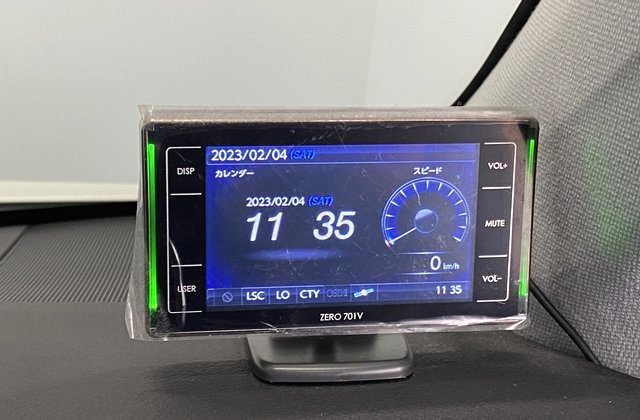 2023/02/04 (SAT)
カレンダー
スピード
2023/02/04 (SAT)
11 35
0 km/h
LSC LO CTY OBDII
11 35
DISP
USER
VOL+
MUTE
VOL-
ZERO 701V